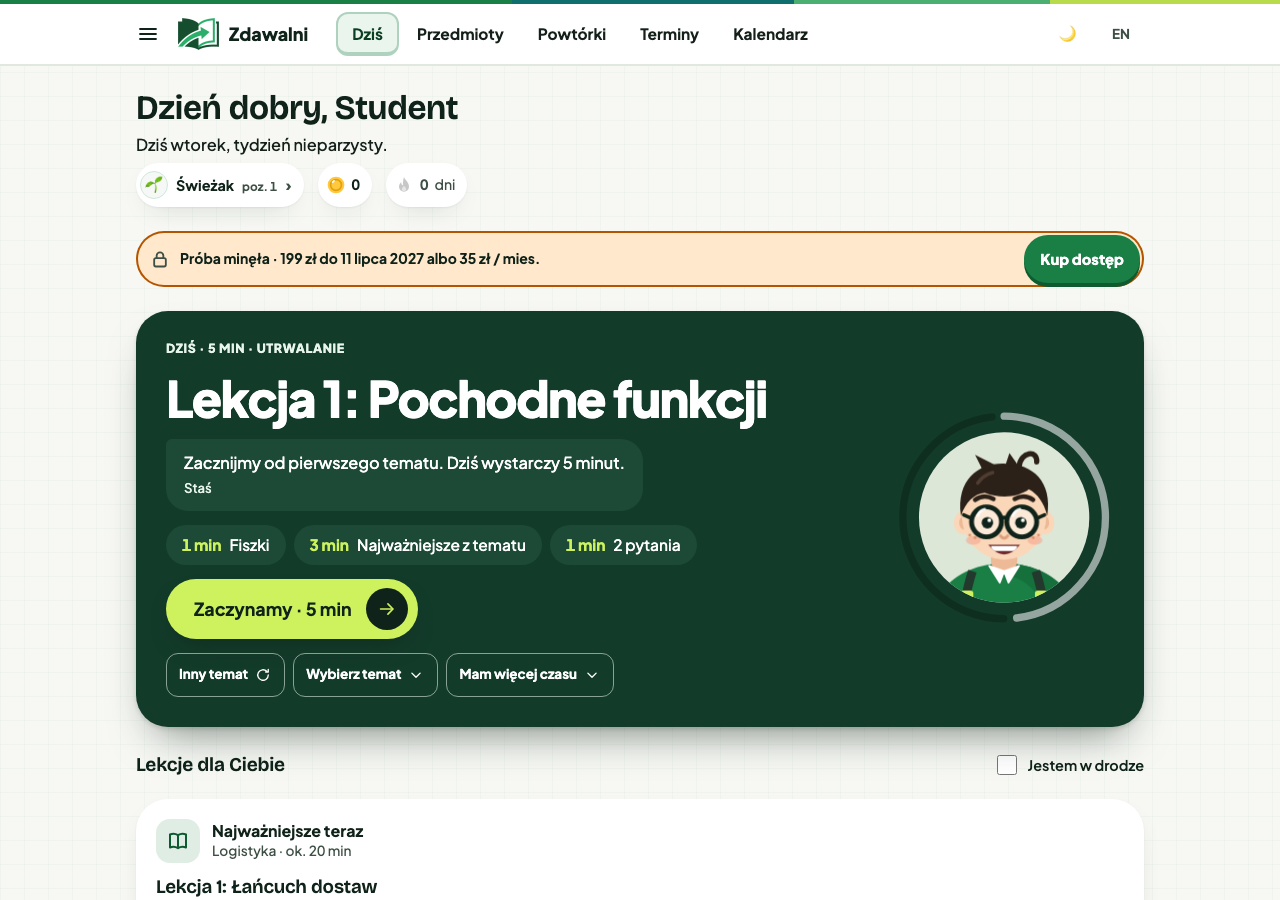 Zdawalni
Dziś
Przedmioty
Powtórki
Terminy
Kalendarz
EN
Dzień dobry, Student
Dziś wtorek, tydzień nieparzysty.
Świeżak poz. 1 ›
0
0 dni
Próba minęła · 199 zł do 11 lipca 2027 albo 35 zł / mies.
Kup dostęp
DZIŚ · 5 MIN · UTRWALANIE
Lekcja 1: Pochodne funkcji
Zacznijmy od pierwszego tematu. Dziś wystarczy 5 minut.
Staś
1 min Fiszki
3 min Najważniejsze z tematu
1 min 2 pytania
Zaczynamy · 5 min
Inny temat
Wybierz temat
Mam więcej czasu
Lekcje dla Ciebie
Jestem w drodze
Najważniejsze teraz
Logistyka · ok. 20 min
Lekcja 1: Łańcuch dostaw